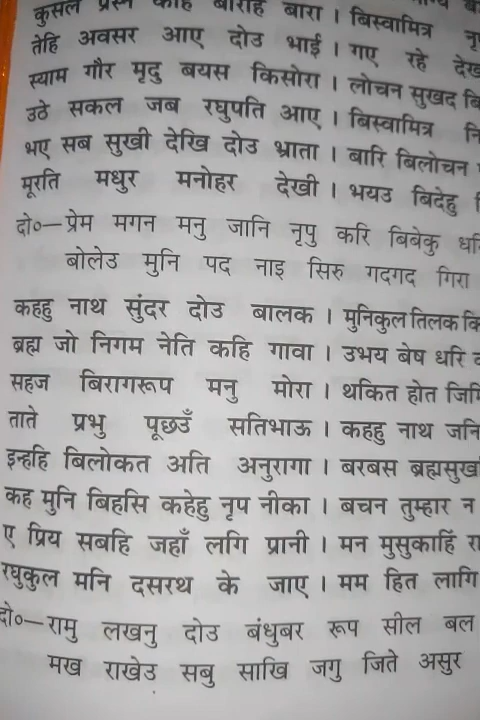 कुसल प्रस्न कहि बारहिं बारा । बिस्वामित्र
तेहि अवसर आए दोउ भाई । गए रहे
स्याम गौर मृदु बयस किसोरा । लोचन सुखद
उठे सकल जब रघुपति आए । बिस्वामित्र
भए सब सुखी देखि दोउ भ्राता । बारि बिलोचन
मूरति मधुर मनोहर देखी । भयउ बिदेहु
दो०— प्रेम मगन मनु जानि नृपु करि बिबेकु
बोलेउ मुनि पद नाइ सिरु गदगद गिरा
कहहु नाथ सुंदर दोउ बालक । मुनिकुल तिलक
ब्रह्म जो निगम नेति कहि गावा । उभय बेष धरि
सहज बिरागरूप मनु मोरा । थकित होत
ताते प्रभु पूछउँ सतिभाऊ । कहहु नाथ जनि
इन्हहि बिलोकत अति अनुरागा । बरबस
कह मुनि बिहसि कहेहु नृप नीका । बचन तुम्हार न
ए प्रिय सबहि जहाँ लगि प्रानी । मन मुसुकाहिं
रघुकुल मनि दसरथ के जाए । मम हित लागि
दो०— रामु लखनु दोउ बंधुबर रूप सील बल
मख राखेउ सबु साखि जगु जिते असुर